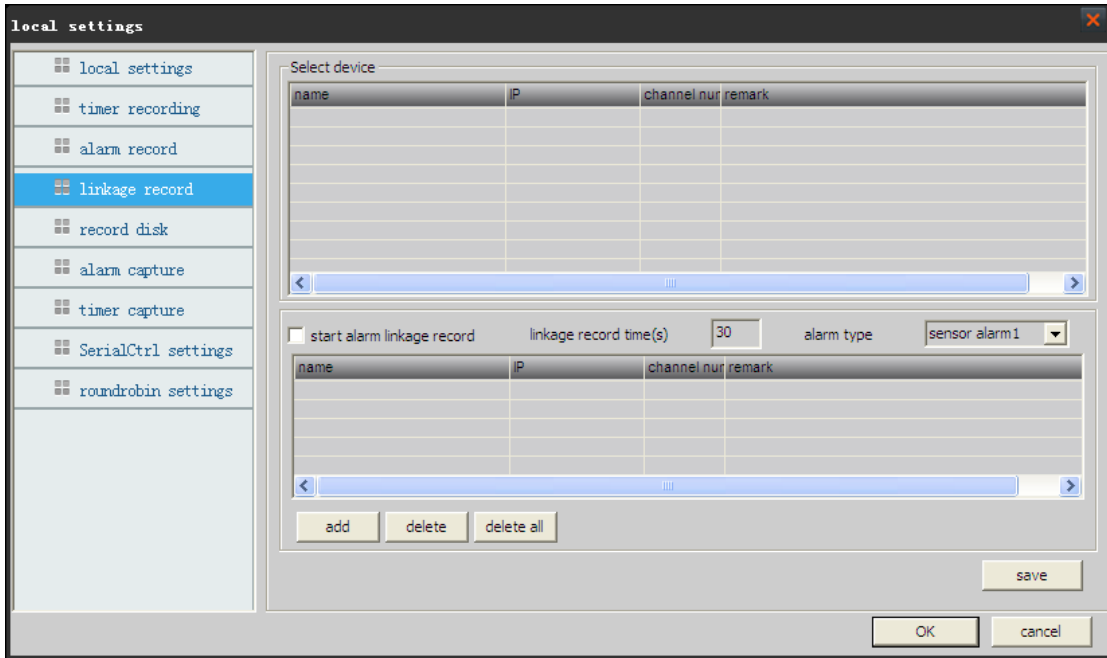 local settings
local settings
timer recording
alarm record
linkage record
record disk
alarm capture
timer capture
SerialCtrl settings
roundrobin settings
Select device
name IP channel nur remark
start alarm linkage record linkage record time(s) 30 alarm type sensor alarm1
name IP channel nur remark
add delete delete all
save
OK cancel